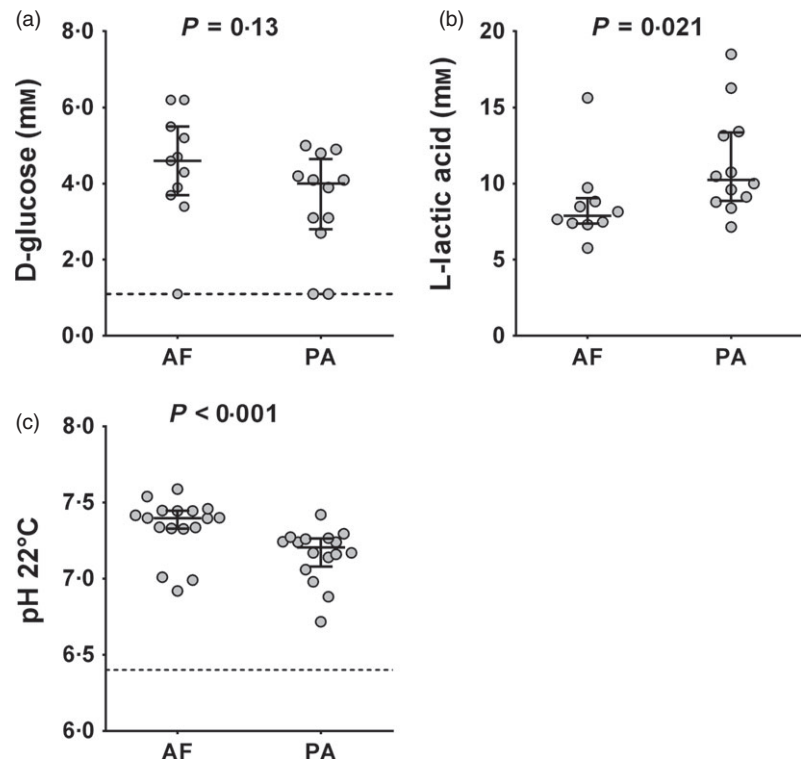 (a)
P = 0·13
D-glucose (mM)
8·0
6·0
4·0
2·0
0·0
AF PA
(b)
P = 0·021
L-lactic acid (mM)
20
15
10
5
0
AF PA
(c)
P < 0·001
pH 22°C
8·0
7·5
7·0
6·5
6·0
AF PA